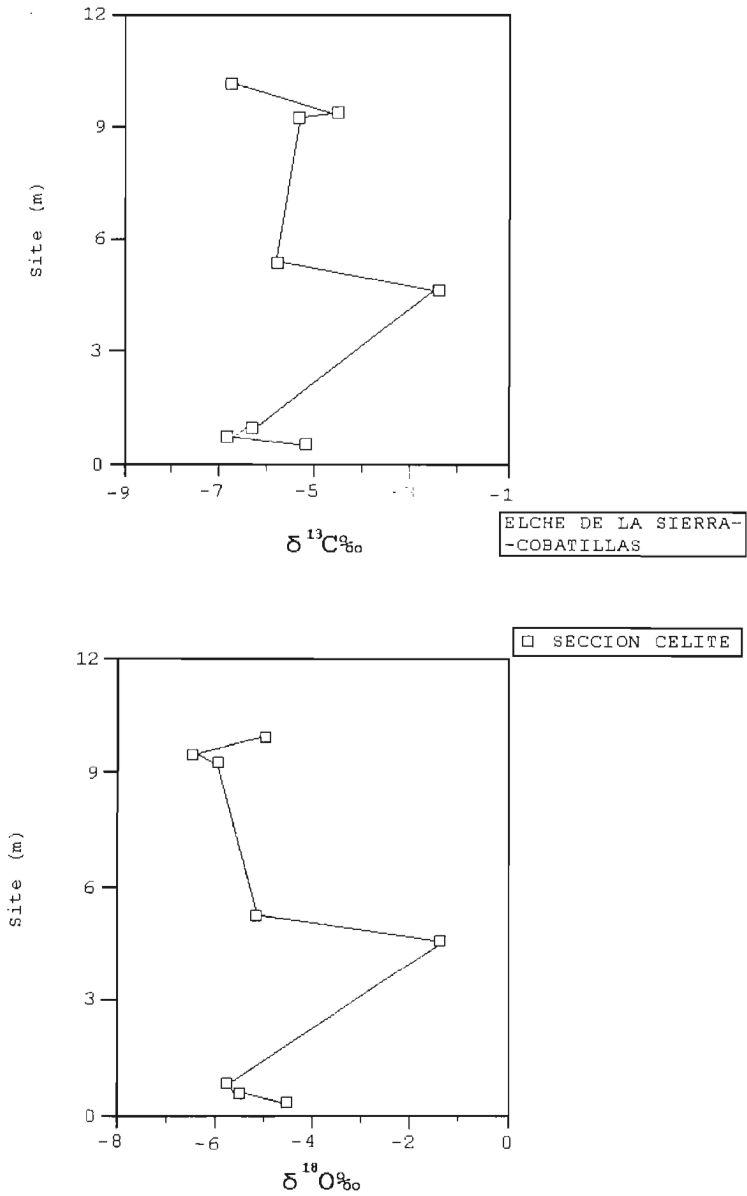 12
9
6
3
0
Site (m)
-9
-7
-5
-1
δ ¹³C‰
ELCHE DE LA SIERRA-
-COBATILLAS
□ SECCION CELITE
12
9
6
3
0
Site (m)
-8
-6
-4
-2
0
δ ¹⁸O‰